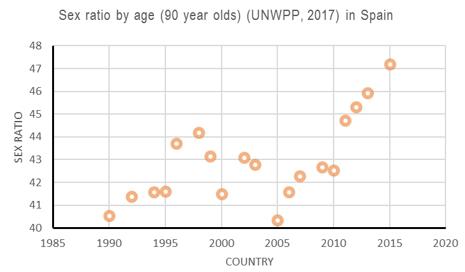 Sex ratio by age (90 year olds) (UNWPP, 2017) in Spain
48
47
46
45
44
43
42
41
40
SEX RATIO
1985 1990 1995 2000 2005 2010 2015 2020
COUNTRY